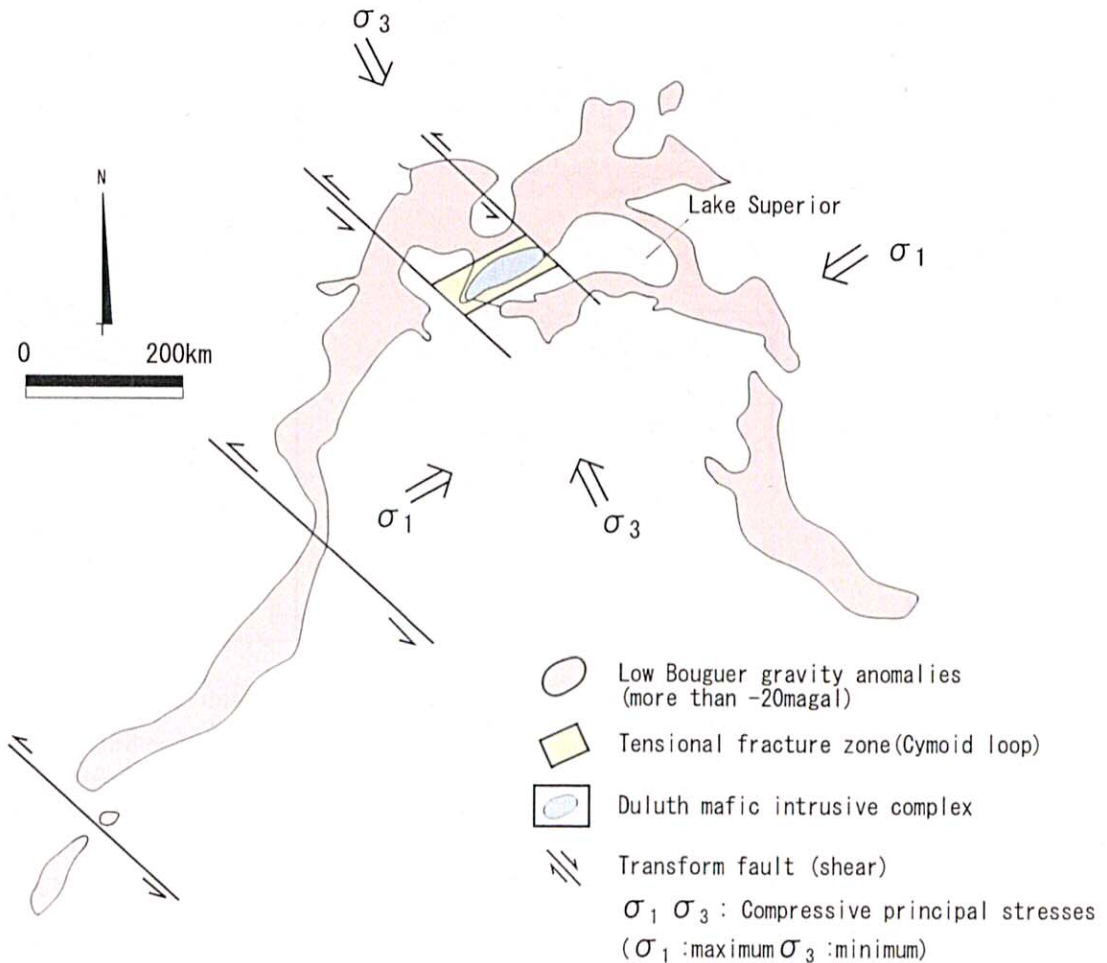 σ3
N
Lake Superior
σ1
0 200km
σ1
σ3
Low Bouguer gravity anomalies
(more than -20magal)
Tensional fracture zone(Cymoid loop)
Duluth mafic intrusive complex
Transform fault (shear)
σ1 σ3 : Compressive principal stresses
(σ1 :maximum σ3 :minimum)